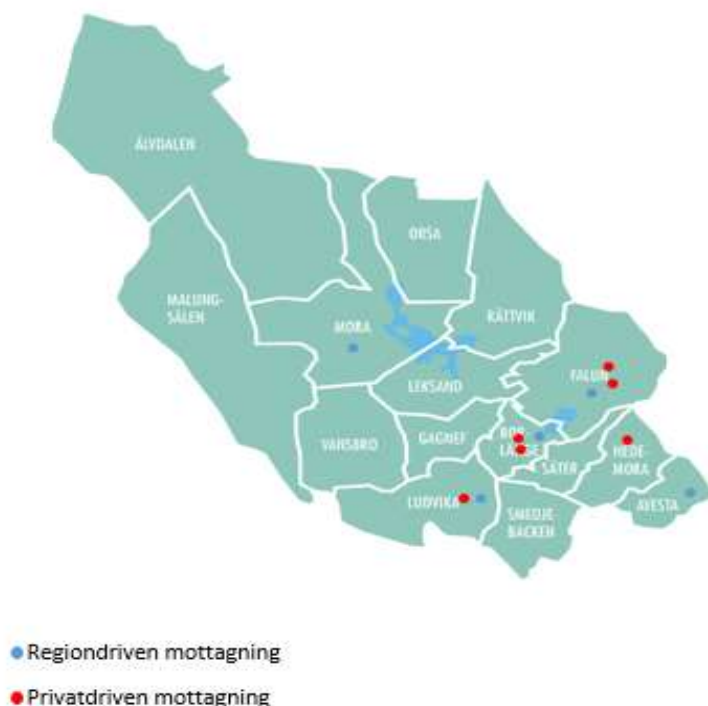 ÄLVDALEN
ORSA
MALUNG-
SÄLEN
MORA
RÄTTVIK
LEKSAND
FALUN
VANSBRO
GAGNEF
BOR
LÄNGE
SÄTER
HEDE-
MORA
LUDVIKA
SMEDJE-
BACKEN
AVESTA
Regiondriven mottagning
Privatdriven mottagning